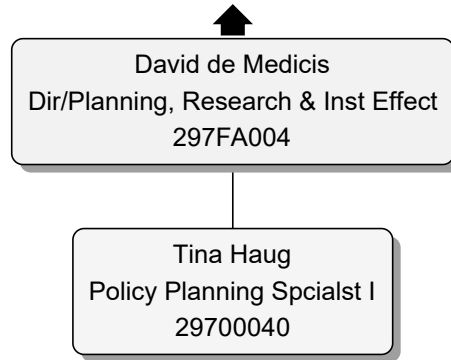 David de Medicis
Dir/Planning, Research & Inst Effect
297FA004
Tina Haug
Policy Planning Spcialst I
29700040